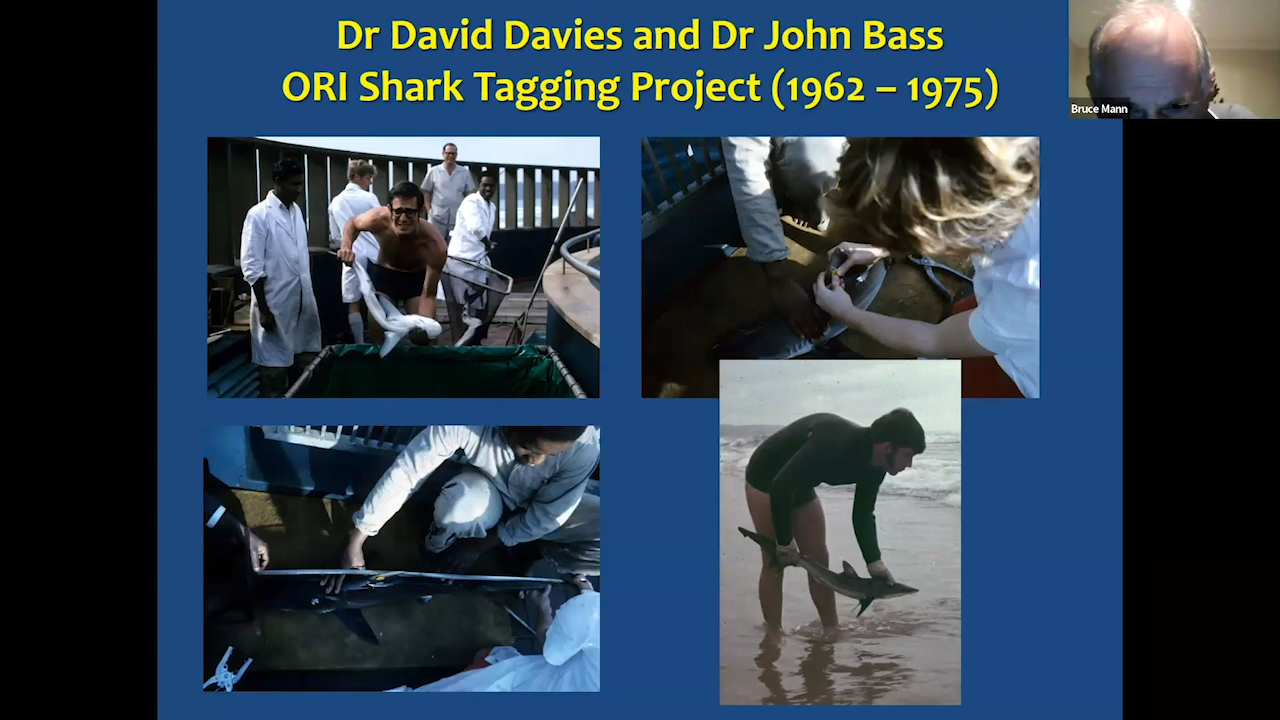 Dr David Davies and Dr John Bass
ORI Shark Tagging Project (1962 – 1975)
Bruce Mann